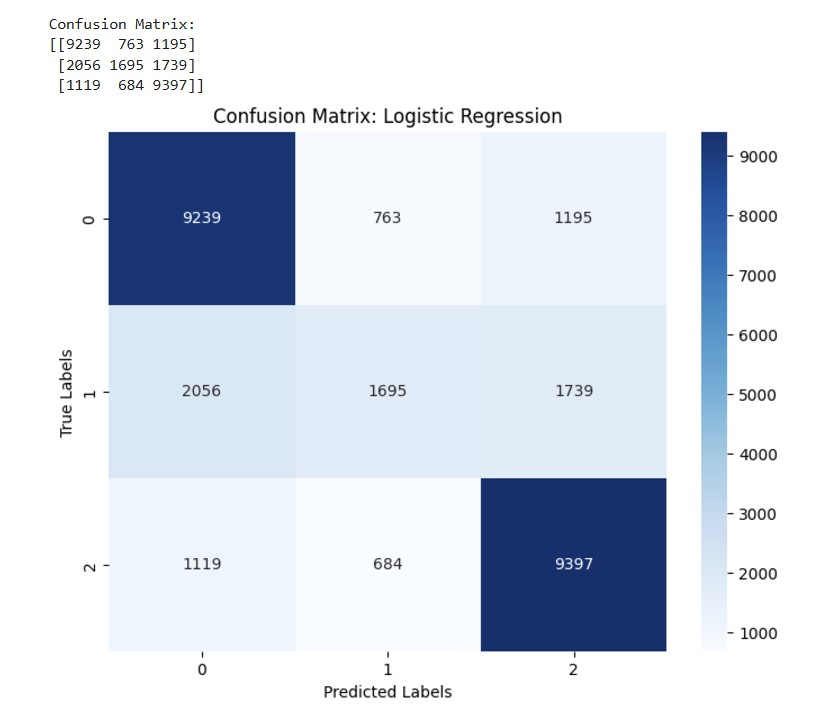 Confusion Matrix:
[[9239  763 1195]
 [2056 1695 1739]
 [1119  684 9397]]
Confusion Matrix: Logistic Regression
9239 763 1195
2056 1695 1739
1119 684 9397
0
1
2
True Labels
0 1 2
Predicted Labels
9000
8000
7000
6000
5000
4000
3000
2000
1000